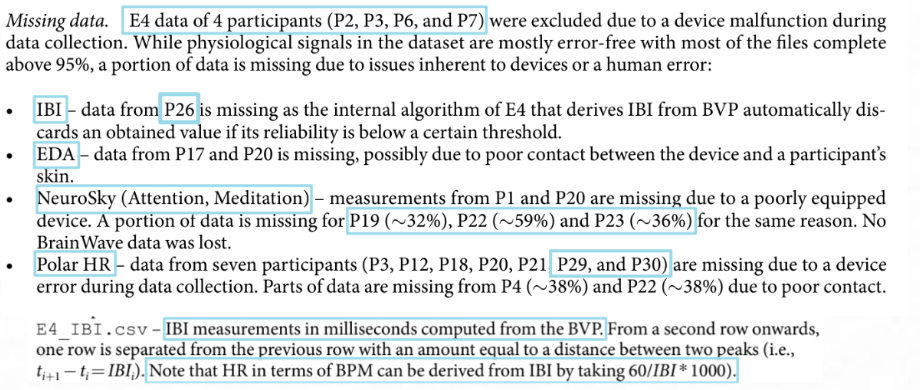 Missing data. E4 data of 4 participants (P2, P3, P6, and P7) were excluded due to a device malfunction during
data collection. While physiological signals in the dataset are mostly error-free with most of the files complete
above 95%, a portion of data is missing due to issues inherent to devices or a human error:
• IBI – data from P26 is missing as the internal algorithm of E4 that derives IBI from BVP automatically dis-
cards an obtained value if its reliability is below a certain threshold.
• EDA – data from P17 and P20 is missing, possibly due to poor contact between the device and a participant's
skin.
• NeuroSky (Attention, Meditation) – measurements from P1 and P20 are missing due to a poorly equipped
device. A portion of data is missing for P19 (~32%), P22 (~59%) and P23 (~36%) for the same reason. No
BrainWave data was lost.
• Polar HR – data from seven participants (P3, P12, P18, P20, P21 P29, and P30) are missing due to a device
error during data collection. Parts of data are missing from P4 (~38%) and P22 (~38%) due to poor contact.
E4_IBI.csv – IBI measurements in milliseconds computed from the BVP. From a second row onwards,
one row is separated from the previous row with an amount equal to a distance between two peaks (i.e.,
tᵢ₊₁ − tᵢ = IBIᵢ). Note that HR in terms of BPM can be derived from IBI by taking 60/IBI * 1000).